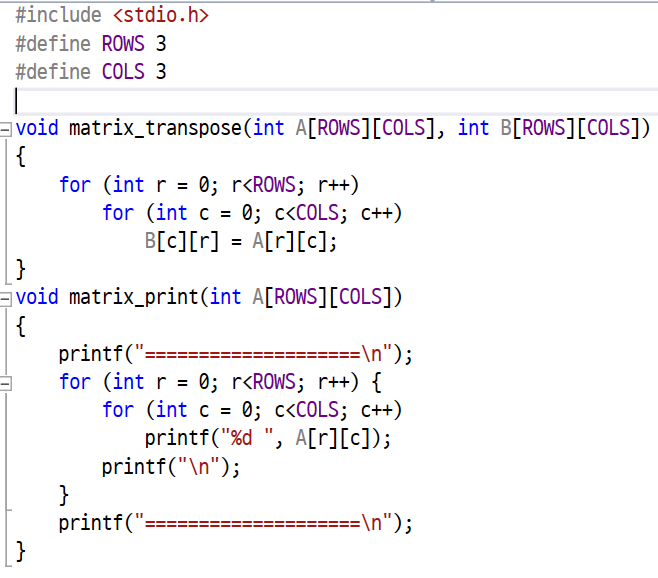 #include <stdio.h>
#define ROWS 3
#define COLS 3
void matrix_transpose(int A[ROWS][COLS], int B[ROWS][COLS])
{
    for (int r = 0; r<ROWS; r++)
        for (int c = 0; c<COLS; c++)
            B[c][r] = A[r][c];
}
void matrix_print(int A[ROWS][COLS])
{
    printf("====================\n");
    for (int r = 0; r<ROWS; r++) {
        for (int c = 0; c<COLS; c++)
            printf("%d ", A[r][c]);
        printf("\n");
    }
    printf("====================\n");
}